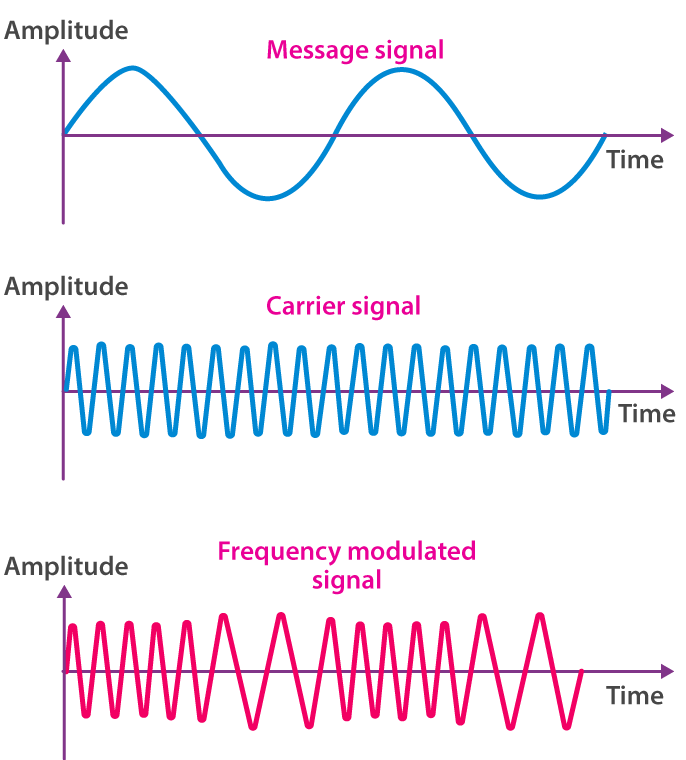 Amplitude
Message signal
Time
Amplitude
Carrier signal
Time
Frequency modulated
signal
Amplitude
Time